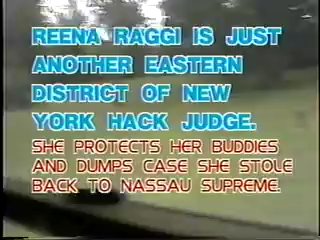 REENA RAGGI IS JUST
ANOTHER EASTERN
DISTRICT OF NEW
YORK HACK JUDGE.
SHE PROTECTS HER BUDDIES
AND DUMPS CASE SHE STOLE
BACK TO NASSAU SUPREME.